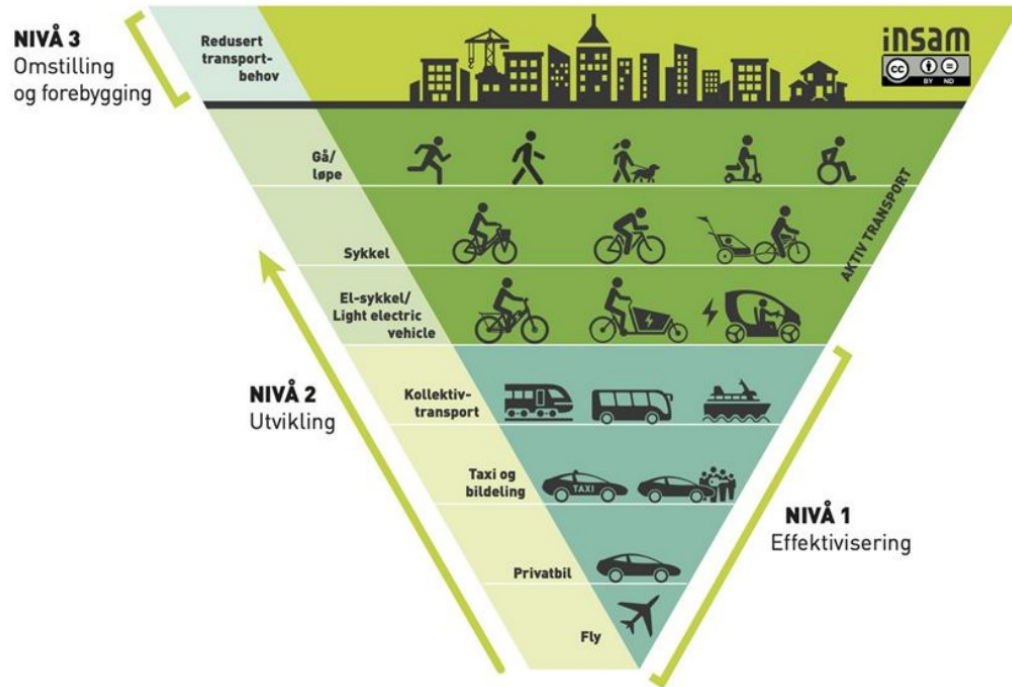 NIVÅ 3
Omstilling
og forebygging
Redusert
transport-
behov
insam
CC
BY ND
Gå/
løpe
Sykkel
El-sykkel/
Light electric
vehicle
AKTIV TRANSPORT
NIVÅ 2
Utvikling
Kollektiv-
transport
Taxi og
bildeling
TAXI
NIVÅ 1
Effektivisering
Privatbil
Fly